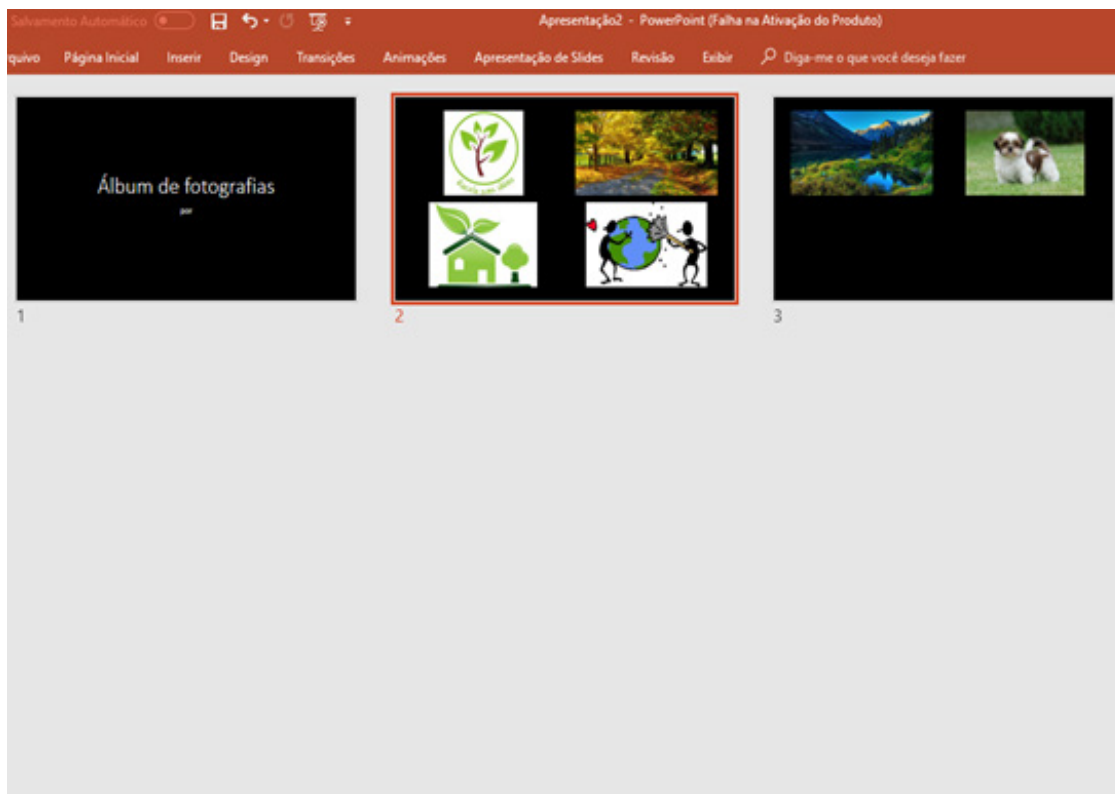 Salvamento Automático
Apresentação2 - PowerPoint (Falha na Ativação do Produto)
rquivo Página Inicial Inserir Design Transições Animações Apresentação de Slides Revisão Exibir Diga-me o que você deseja fazer
Álbum de fotografias
por
1
2
3